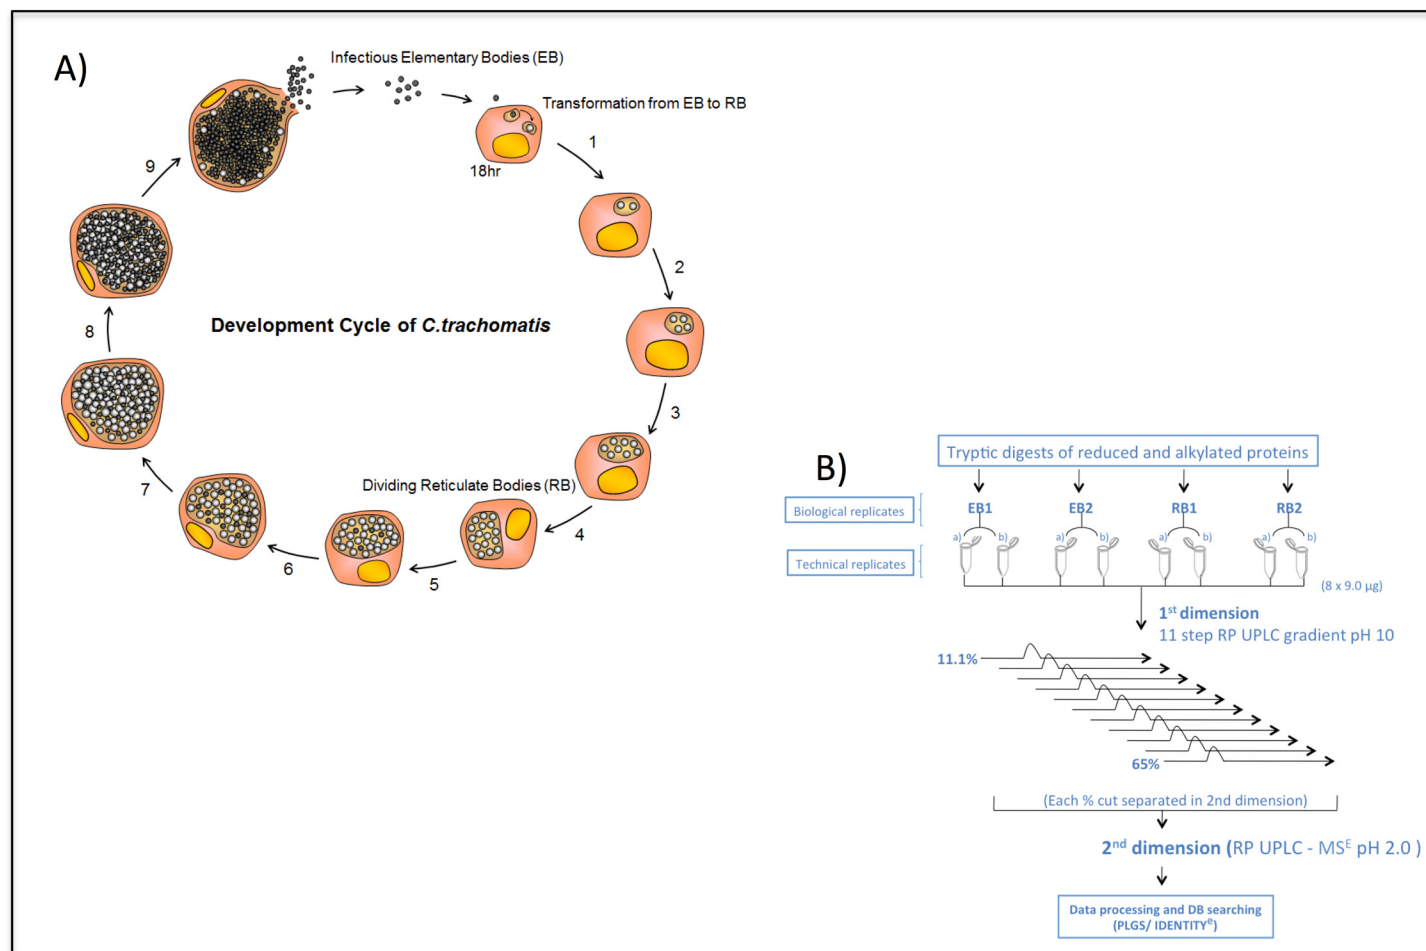 A)
Infectious Elementary Bodies (EB)
Transformation from EB to RB
18hr
1
2
3
4
5
6
7
8
9
Development Cycle of C.trachomatis
Dividing Reticulate Bodies (RB)
B)
Tryptic digests of reduced and alkylated proteins
Biological replicates
EB1 EB2 RB1 RB2
a) b) a) b) a) b) a) b)
Technical replicates
(8 x 9.0 µg)
1st dimension
11 step RP UPLC gradient pH 10
11.1%
65%
(Each % cut separated in 2nd dimension)
2nd dimension (RP UPLC - MSE pH 2.0 )
Data processing and DB searching
(PLGS/ IDENTITYe)